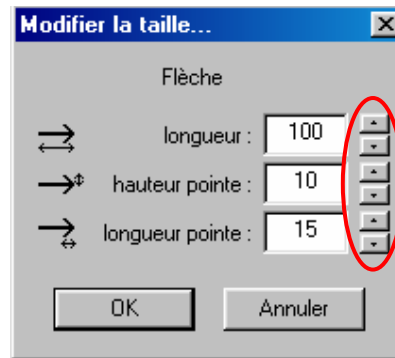 Modifier la taille...
Flèche
longueur : 100
hauteur pointe : 10
longueur pointe : 15
OK Annuler